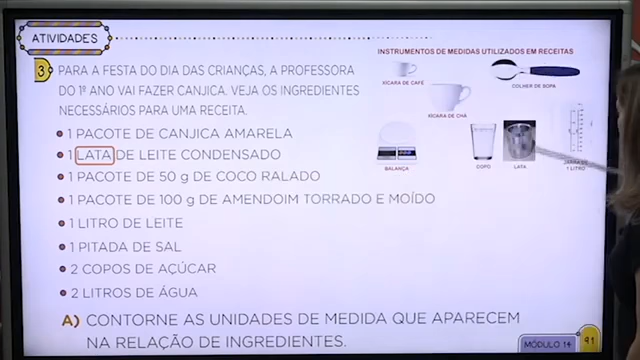 ATIVIDADES
INSTRUMENTOS DE MEDIDAS UTILIZADOS EM RECEITAS
3 PARA A FESTA DO DIA DAS CRIANÇAS, A PROFESSORA
DO 1º ANO VAI FAZER CANJICA. VEJA OS INGREDIENTES
NECESSÁRIOS PARA UMA RECEITA.
XÍCARA DE CAFÉ
COLHER DE SOPA
XÍCARA DE CHÁ
BALANÇA
COPO
LATA
JARRA DE
1 LITRO
• 1 PACOTE DE CANJICA AMARELA
• 1 LATA DE LEITE CONDENSADO
• 1 PACOTE DE 50 g DE COCO RALADO
• 1 PACOTE DE 100 g DE AMENDOIM TORRADO E MOÍDO
• 1 LITRO DE LEITE
• 1 PITADA DE SAL
• 2 COPOS DE AÇÚCAR
• 2 LITROS DE ÁGUA
A) CONTORNE AS UNIDADES DE MEDIDA QUE APARECEM
NA RELAÇÃO DE INGREDIENTES.
MÓDULO 14
91